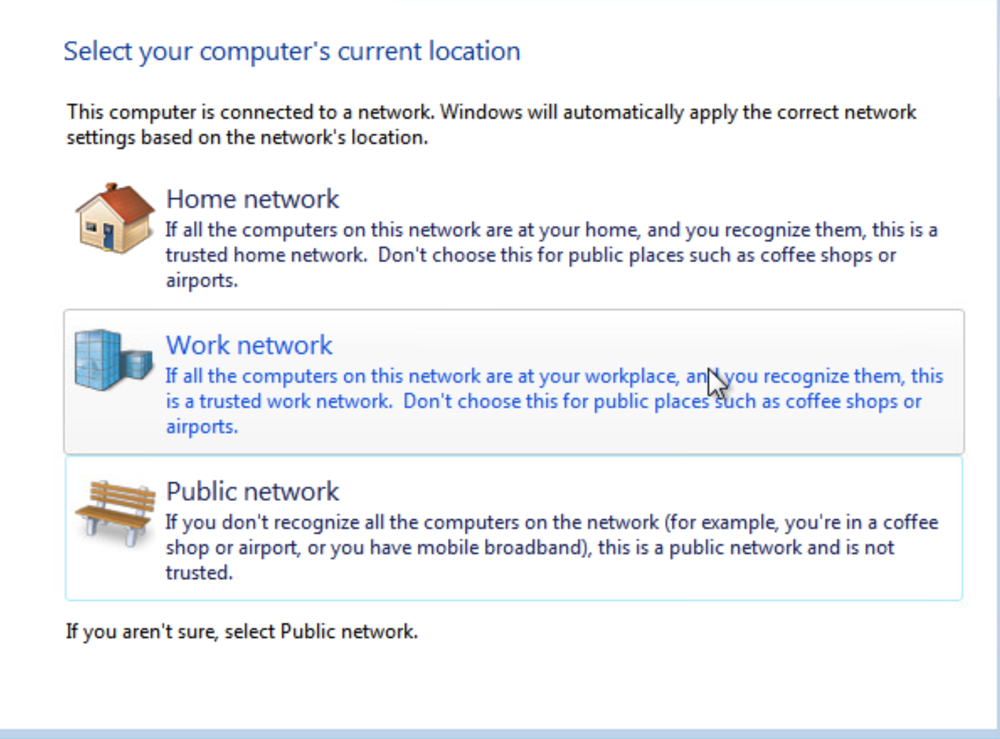 Select your computer's current location
This computer is connected to a network. Windows will automatically apply the correct network
settings based on the network's location.
Home network
If all the computers on this network are at your home, and you recognize them, this is a
trusted home network.  Don't choose this for public places such as coffee shops or
airports.
Work network
If all the computers on this network are at your workplace, and you recognize them, this
is a trusted work network.  Don't choose this for public places such as coffee shops or
airports.
Public network
If you don't recognize all the computers on the network (for example, you're in a coffee
shop or airport, or you have mobile broadband), this is a public network and is not
trusted.
If you aren't sure, select Public network.